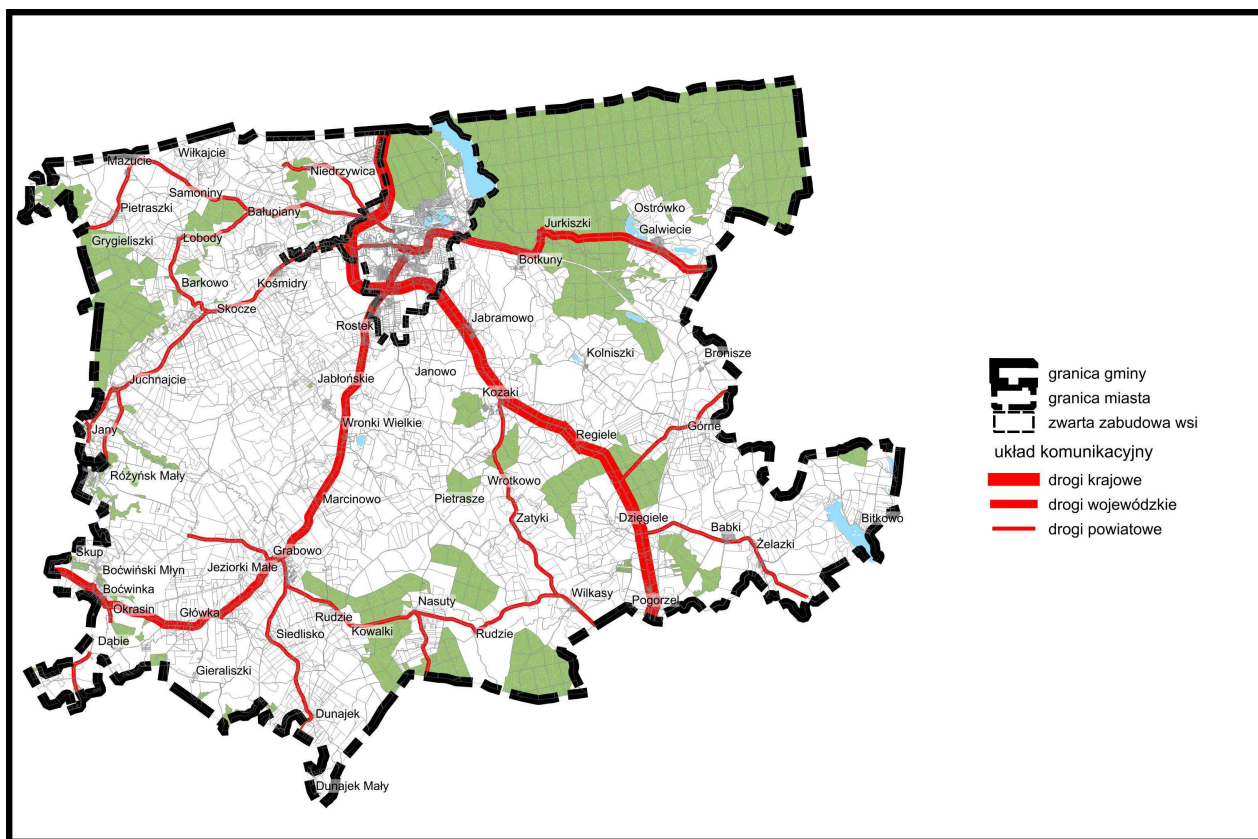 Mazucie
Wiłkajcie
Niedrzywica
Samoniny
Pietraszki
Bałupiany
Ostrówko
Jurkiszki
Galwiecie
Grygieliszki
Łobody
Botkuny
Barkowo
Kośmidry
Skocze
Rostek
Jabramowo
Kolniszki
Bronisze
Janowo
Juchnajcie
Jabłońskie
Kozaki
Wronki Wielkie
Górne
Jany
Regiele
Różyńsk Mały
Wrotkowo
Marcinowo
Pietrasze
Zatyki
Dzięgiele
Babki
Bitkowo
Żelazki
Skup
Grabowo
Boćwiński Młyn
Jeziorki Małe
Boćwinka
Wilkasy
Pogorzel
Okrasin
Główka
Rudzie
Nasuty
Kowalki
Siedlisko
Rudzie
Dąbie
Gieraliszki
Dunajek
Dunajek Mały
granica gminy
granica miasta
zwarta zabudowa wsi
układ komunikacyjny
drogi krajowe
drogi wojewódzkie
drogi powiatowe